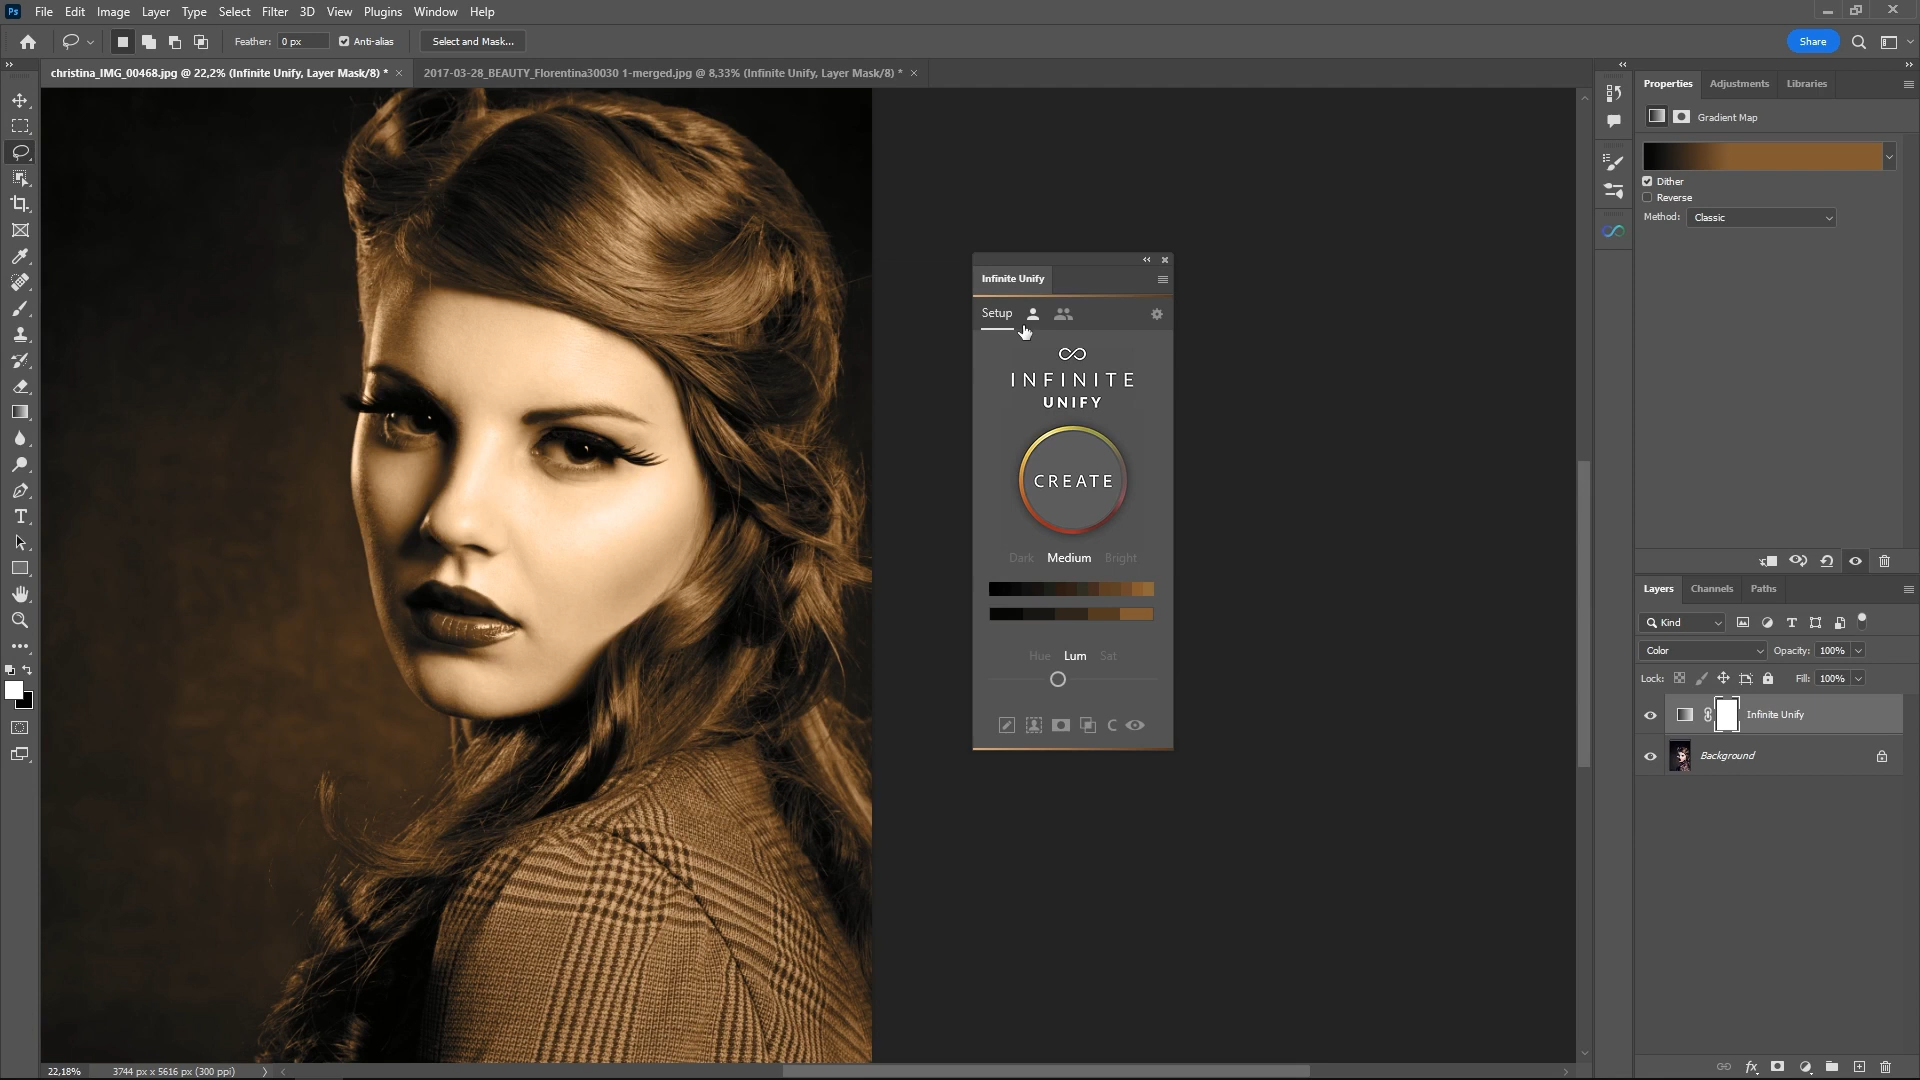 Ps File Edit Image Layer Type Select Filter 3D View Plugins Window Help
Feather: 0 px Anti-alias Select and Mask... Share
christina_IMG_00468.jpg @ 22,2% (Infinite Unify, Layer Mask/8) * × 2017-03-28_BEAUTY_Florentina30030 1-merged.jpg @ 8,33% (Infinite Unify, Layer Mask/8) * ×
Properties Adjustments Libraries
Gradient Map
Dither
Reverse
Method: Classic
Infinite Unify
Setup
INFINITE
UNIFY
CREATE
Dark Medium Bright
Hue Lum Sat
Layers Channels Paths
Kind
Color Opacity: 100%
Lock: Fill: 100%
Infinite Unify
Background
22,18% 3744 px x 5616 px (300 ppi)